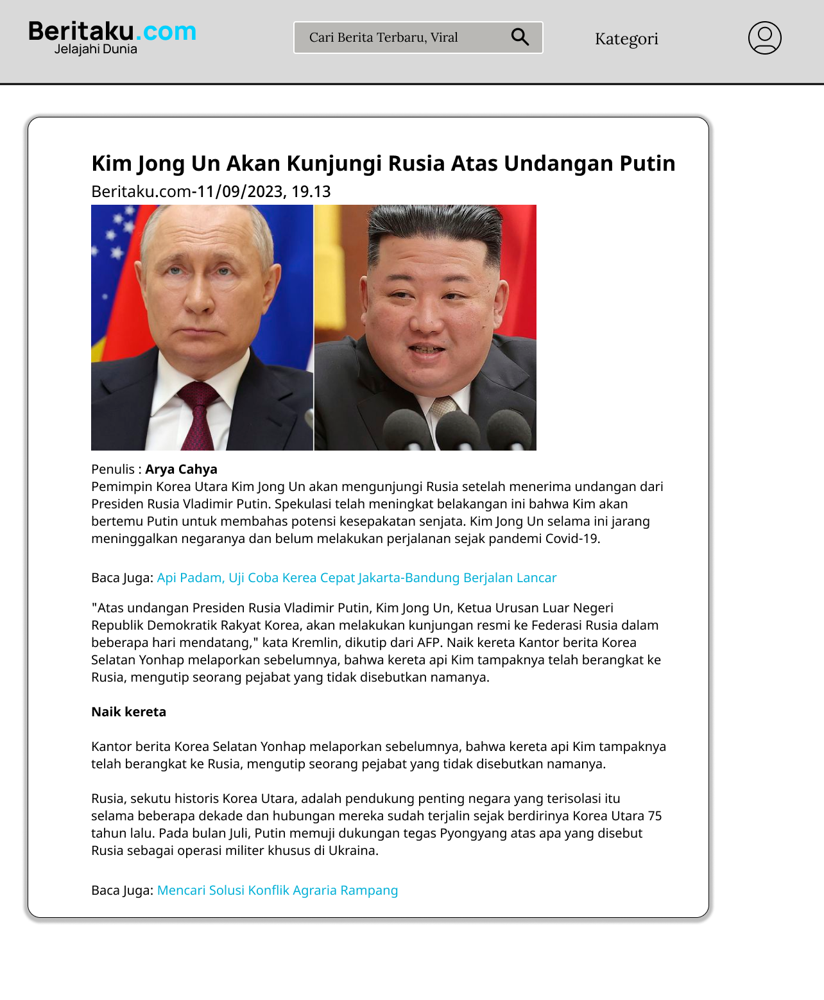 Beritaku.com
Jelajahi Dunia
Cari Berita Terbaru, Viral
Kategori
Kim Jong Un Akan Kunjungi Rusia Atas Undangan Putin
Beritaku.com-11/09/2023, 19.13
Penulis : Arya Cahya
Pemimpin Korea Utara Kim Jong Un akan mengunjungi Rusia setelah menerima undangan dari
Presiden Rusia Vladimir Putin. Spekulasi telah meningkat belakangan ini bahwa Kim akan
bertemu Putin untuk membahas potensi kesepakatan senjata. Kim Jong Un selama ini jarang
meninggalkan negaranya dan belum melakukan perjalanan sejak pandemi Covid-19.
Baca Juga: Api Padam, Uji Coba Kerea Cepat Jakarta-Bandung Berjalan Lancar
"Atas undangan Presiden Rusia Vladimir Putin, Kim Jong Un, Ketua Urusan Luar Negeri
Republik Demokratik Rakyat Korea, akan melakukan kunjungan resmi ke Federasi Rusia dalam
beberapa hari mendatang," kata Kremlin, dikutip dari AFP. Naik kereta Kantor berita Korea
Selatan Yonhap melaporkan sebelumnya, bahwa kereta api Kim tampaknya telah berangkat ke
Rusia, mengutip seorang pejabat yang tidak disebutkan namanya.
Naik kereta
Kantor berita Korea Selatan Yonhap melaporkan sebelumnya, bahwa kereta api Kim tampaknya
telah berangkat ke Rusia, mengutip seorang pejabat yang tidak disebutkan namanya.
Rusia, sekutu historis Korea Utara, adalah pendukung penting negara yang terisolasi itu
selama beberapa dekade dan hubungan mereka sudah terjalin sejak berdirinya Korea Utara 75
tahun lalu. Pada bulan Juli, Putin memuji dukungan tegas Pyongyang atas apa yang disebut
Rusia sebagai operasi militer khusus di Ukraina.
Baca Juga: Mencari Solusi Konflik Agraria Rampang